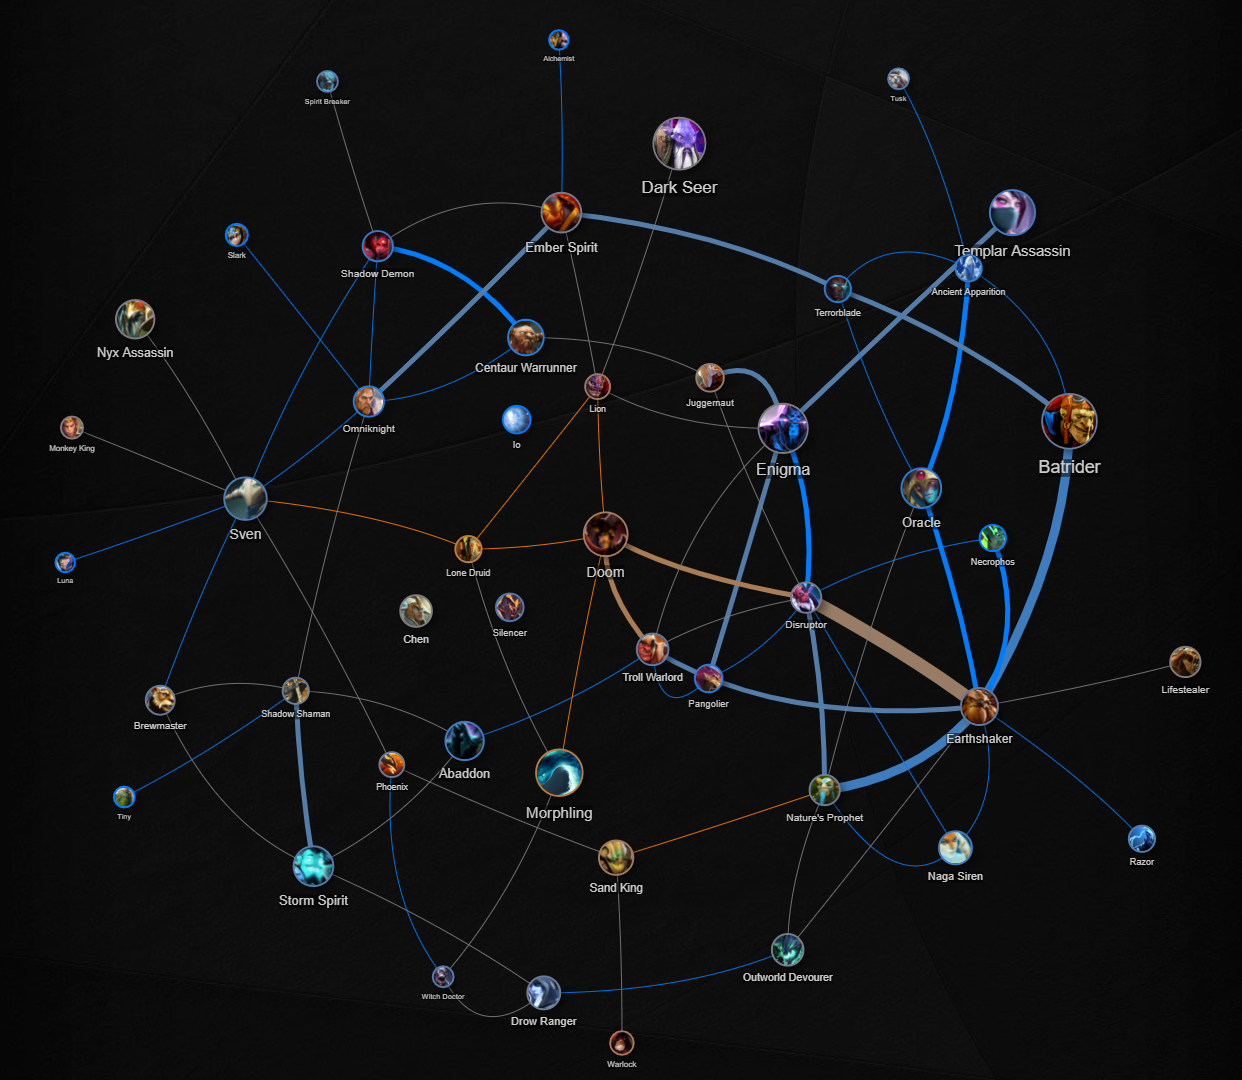 Alchemist
Tusk
Spirit Breaker
Dark Seer
Ember Spirit
Templar Assassin
Shadow Demon
Slark
Ancient Apparition
Terrorblade
Nyx Assassin
Centaur Warrunner
Juggernaut
Lion
Omniknight
Io
Monkey King
Enigma
Batrider
Oracle
Sven
Necrophos
Luna
Lone Druid
Doom
Disruptor
Chen
Silencer
Troll Warlord
Pangolier
Lifestealer
Shadow Shaman
Brewmaster
Earthshaker
Abaddon
Phoenix
Morphling
Tiny
Nature's Prophet
Razor
Naga Siren
Sand King
Storm Spirit
Outworld Devourer
Witch Doctor
Drow Ranger
Warlock